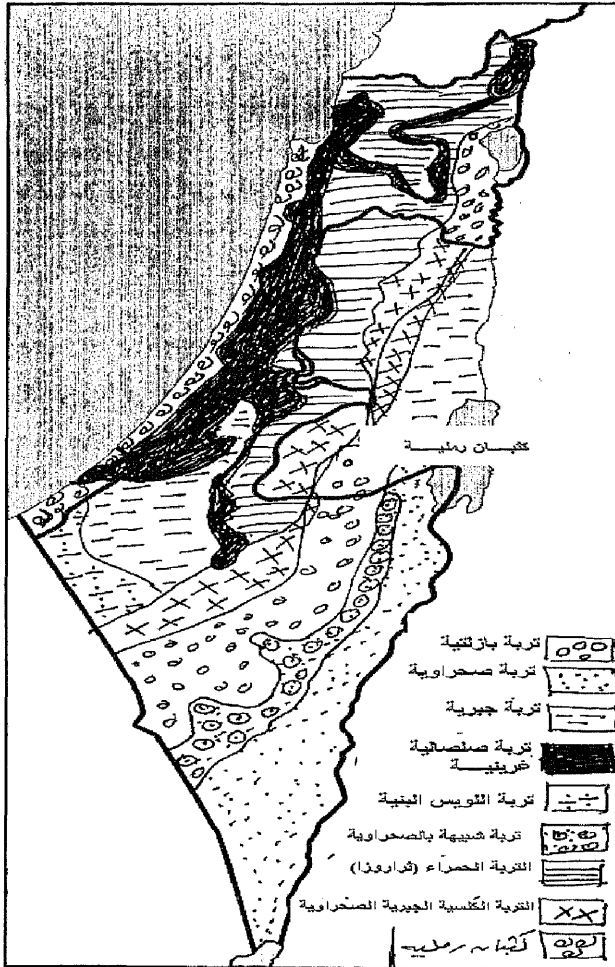 كثبان رملية
تربة بازلتية
تربة صحراوية
تربة جيرية
تربة صلصالية
غرينية
تربة اللويس البنية
تربة شبيهة بالصحراوية
التربة الحمراء (تراروزا)
التربة الكلسية الجيرية الصحراوية
كثبان رملية